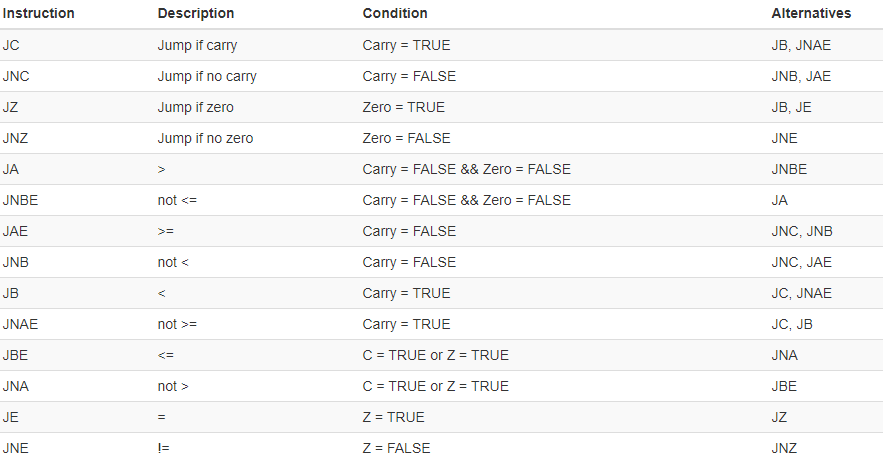 Instruction Description Condition Alternatives
JC Jump if carry Carry = TRUE JB, JNAE
JNC Jump if no carry Carry = FALSE JNB, JAE
JZ Jump if zero Zero = TRUE JB, JE
JNZ Jump if no zero Zero = FALSE JNE
JA > Carry = FALSE && Zero = FALSE JNBE
JNBE not <= Carry = FALSE && Zero = FALSE JA
JAE >= Carry = FALSE JNC, JNB
JNB not < Carry = FALSE JNC, JAE
JB < Carry = TRUE JC, JNAE
JNAE not >= Carry = TRUE JC, JB
JBE <= C = TRUE or Z = TRUE JNA
JNA not > C = TRUE or Z = TRUE JBE
JE = Z = TRUE JZ
JNE != Z = FALSE JNZ